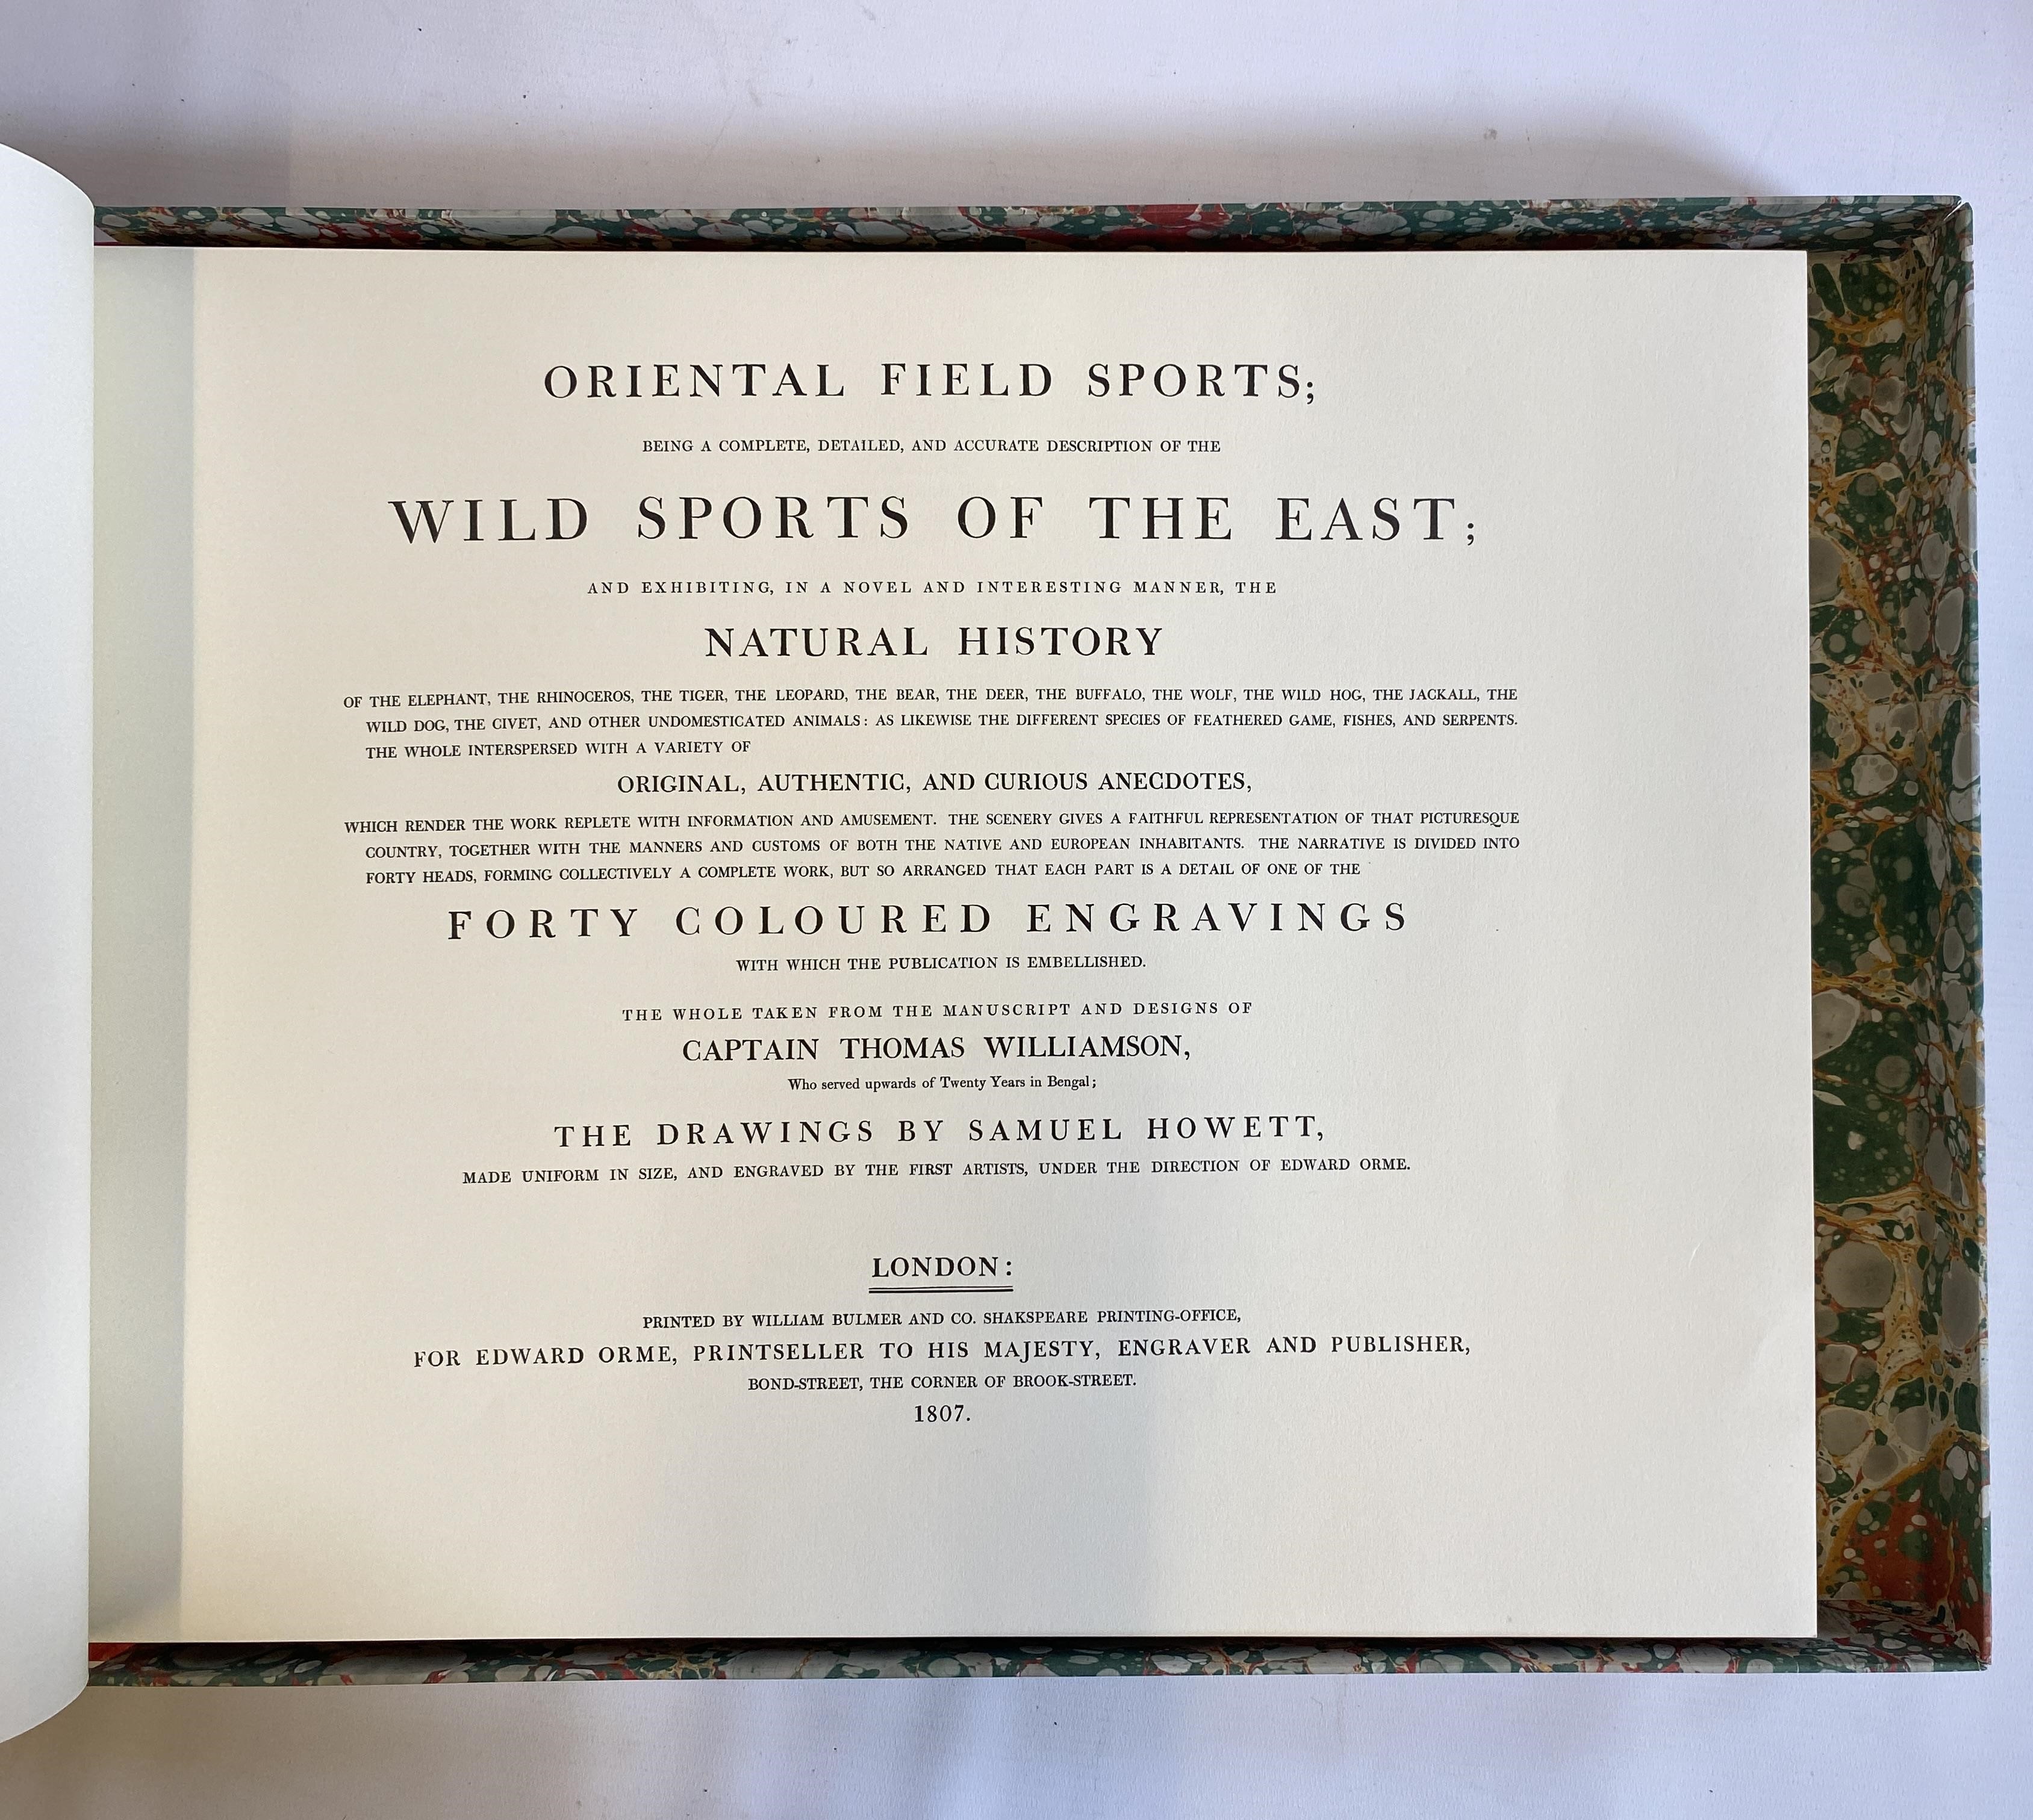 ORIENTAL FIELD SPORTS;
BEING A COMPLETE, DETAILED, AND ACCURATE DESCRIPTION OF THE
WILD SPORTS OF THE EAST;
AND EXHIBITING, IN A NOVEL AND INTERESTING MANNER, THE
NATURAL HISTORY
OF THE ELEPHANT, THE RHINOCEROS, THE TIGER, THE LEOPARD, THE BEAR, THE DEER, THE BUFFALO, THE WOLF, THE WILD HOG, THE JACKALL, THE
WILD DOG, THE CIVET, AND OTHER UNDOMESTICATED ANIMALS: AS LIKEWISE THE DIFFERENT SPECIES OF FEATHERED GAME, FISHES, AND SERPENTS.
THE WHOLE INTERSPERSED WITH A VARIETY OF
ORIGINAL, AUTHENTIC, AND CURIOUS ANECDOTES,
WHICH RENDER THE WORK REPLETE WITH INFORMATION AND AMUSEMENT. THE SCENERY GIVES A FAITHFUL REPRESENTATION OF THAT PICTURESQUE
COUNTRY, TOGETHER WITH THE MANNERS AND CUSTOMS OF BOTH THE NATIVE AND EUROPEAN INHABITANTS. THE NARRATIVE IS DIVIDED INTO
FORTY HEADS, FORMING COLLECTIVELY A COMPLETE WORK, BUT SO ARRANGED THAT EACH PART IS A DETAIL OF ONE OF THE
FORTY COLOURED ENGRAVINGS
WITH WHICH THE PUBLICATION IS EMBELLISHED.
THE WHOLE TAKEN FROM THE MANUSCRIPT AND DESIGNS OF
CAPTAIN THOMAS WILLIAMSON,
Who served upwards of Twenty Years in Bengal;
THE DRAWINGS BY SAMUEL HOWETT,
MADE UNIFORM IN SIZE, AND ENGRAVED BY THE FIRST ARTISTS, UNDER THE DIRECTION OF EDWARD ORME.
LONDON:
PRINTED BY WILLIAM BULMER AND CO. SHAKSPEARE PRINTING-OFFICE,
FOR EDWARD ORME, PRINTSELLER TO HIS MAJESTY, ENGRAVER AND PUBLISHER,
BOND-STREET, THE CORNER OF BROOK-STREET.
1807.